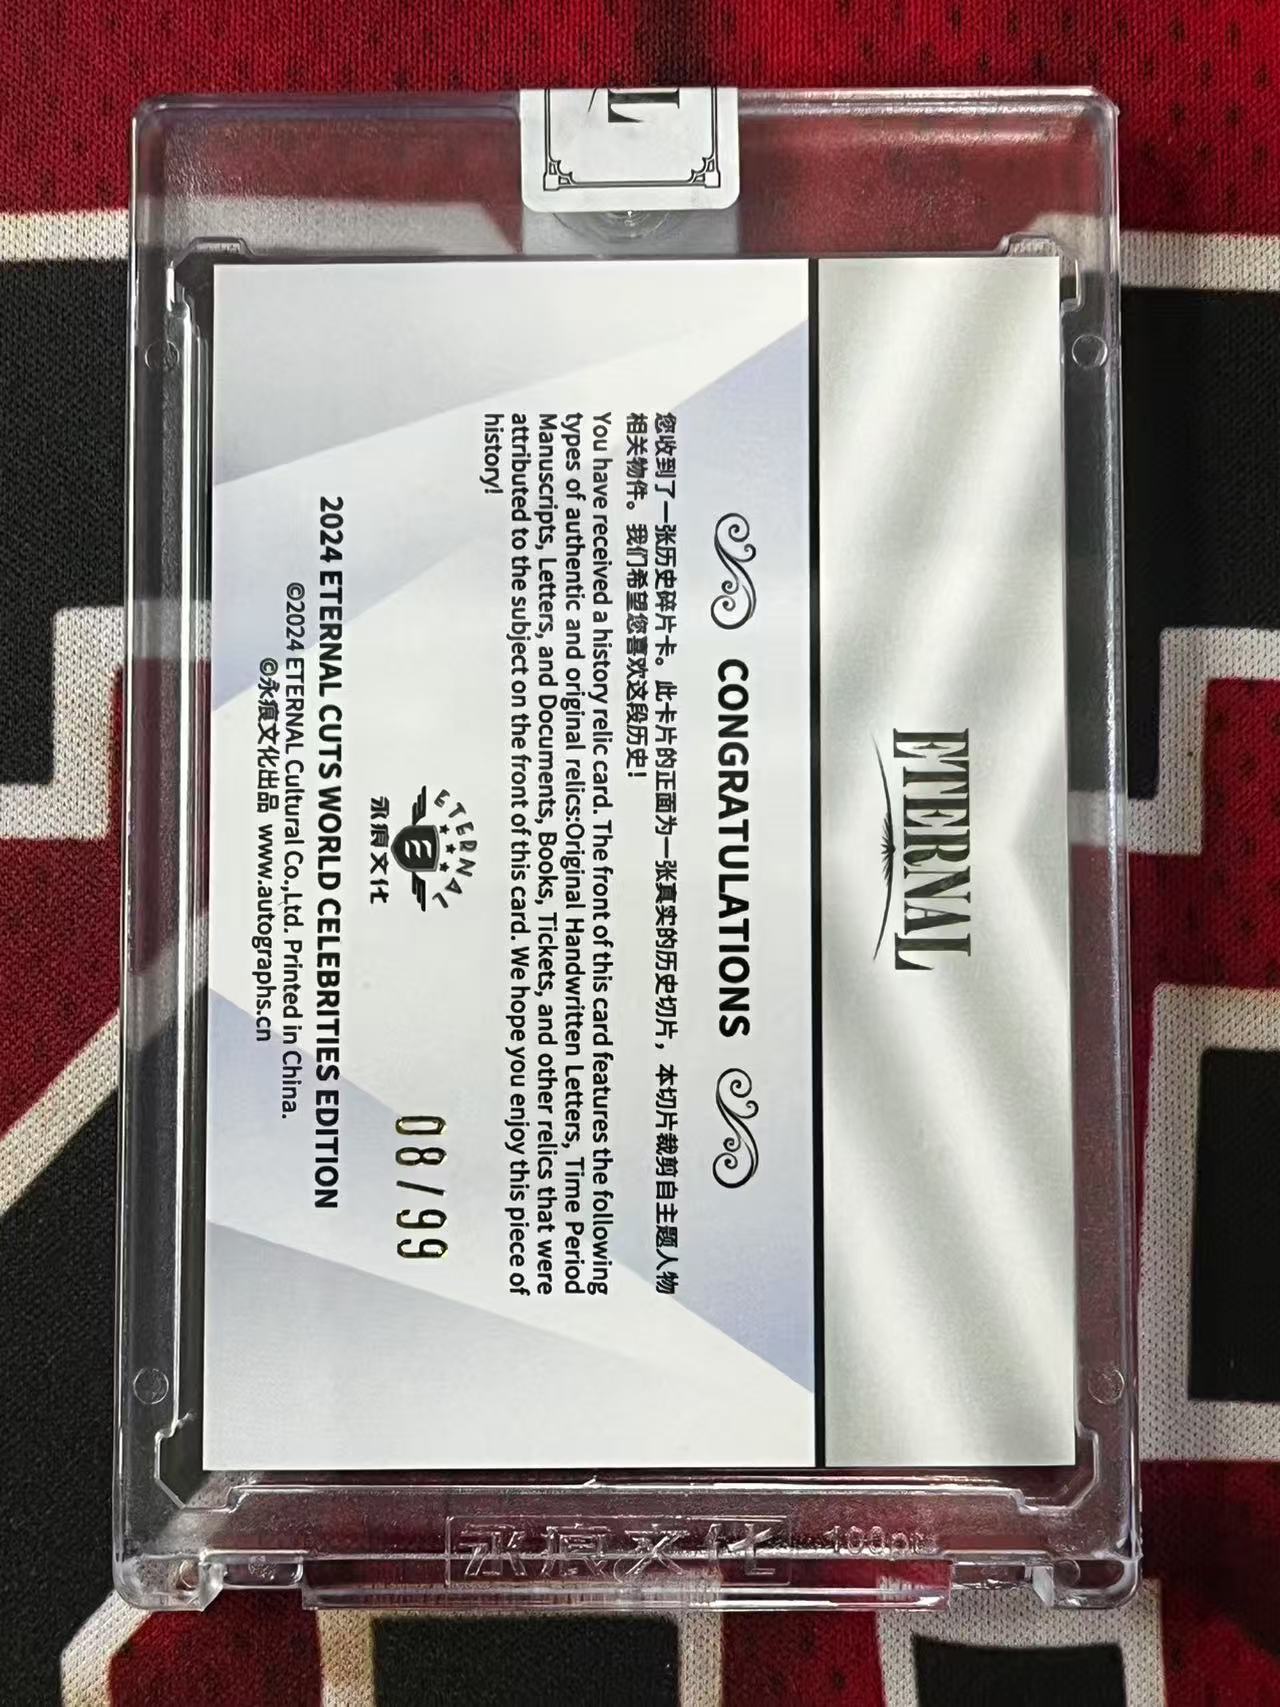 ETERNAL
CONGRATULATIONS
您收到了一张历史碎片卡。此卡片的正面为一张真实的历史切片，本切片裁剪自主题人物
相关物件。我们希望您喜欢这段历史！
You have received a history relic card. The front of this card features the following
types of authentic and original relics:Original Handwritten Letters, Time Period
Manuscripts, Letters, and Documents, Books, Tickets, and other relics that were
attributed to the subject on the front of this card. We hope you enjoy this piece of
history!
ETERNAL
E
永痕文化
08/99
2024 ETERNAL CUTS WORLD CELEBRITIES EDITION
©2024 ETERNAL Cultural Co.,Ltd. Printed in China.
©永痕文化出品 www.autographs.cn
永痕文化 100pt